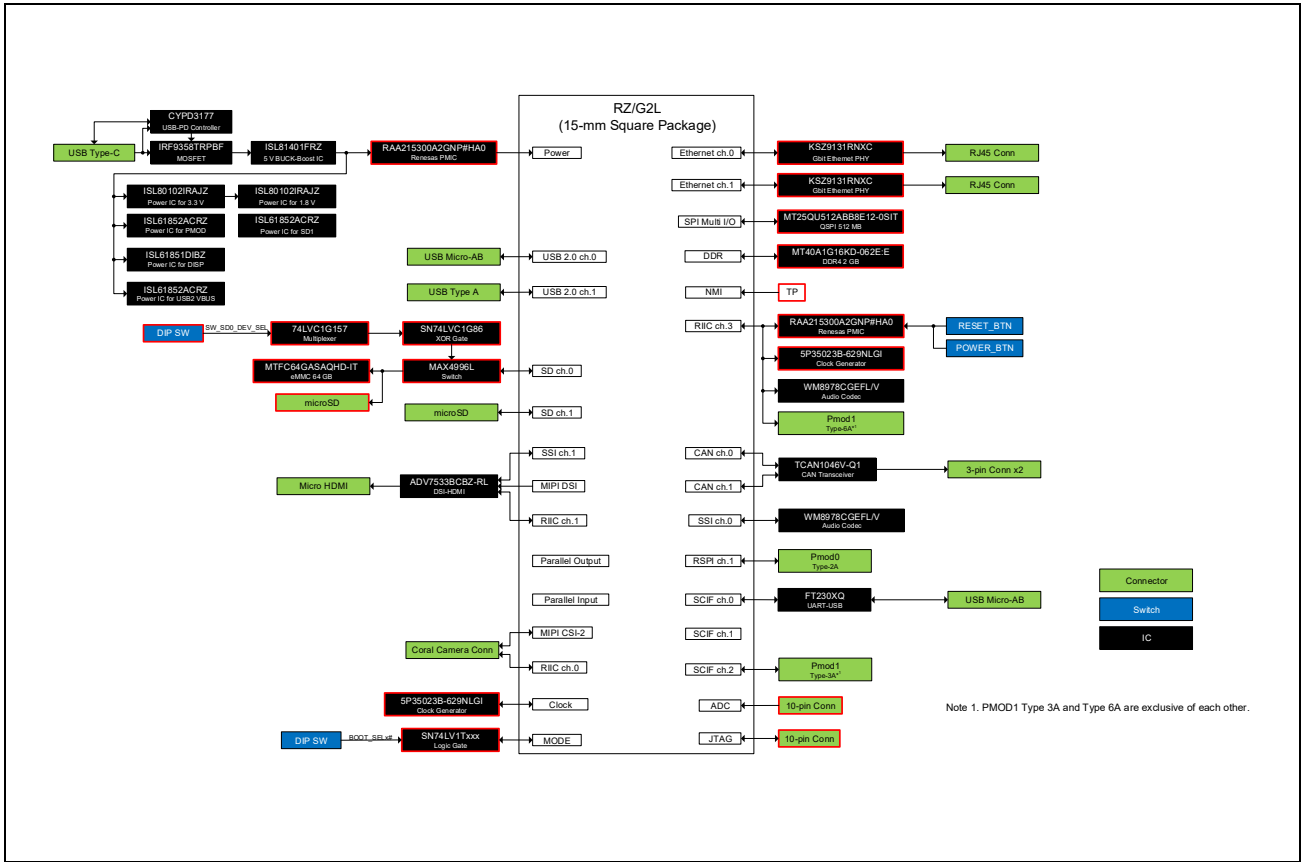 RZ/G2L
(15-mm Square Package)
CYPD3177
USB-PD Controller
USB Type-C
IRF9358TRPBF
MOSFET
ISL81401FRZ
5 V BUCK-Boost IC
RAA215300A2GNP#HA0
Renesas PMIC
Power
ISL80102IRAJZ
Power IC for 3.3 V
ISL80102IRAJZ
Power IC for 1.8 V
ISL61852ACRZ
Power IC for PMOD
ISL61852ACRZ
Power IC for SD1
ISL61851DIBZ
Power IC for DISP
ISL61852ACRZ
Power IC for USB2 VBUS
USB Micro-AB
USB 2.0 ch.0
USB Type A
USB 2.0 ch.1
DIP SW
SW_SD0_DEV_SEL
74LVC1G157
Multiplexer
SN74LVC1G86
XOR Gate
MTFC64GASAQHD-IT
eMMC 64 GB
MAX4996L
Switch
SD ch.0
microSD
microSD
SD ch.1
SSI ch.1
Micro HDMI
ADV7533BCBZ-RL
DSI-HDMI
MIPI DSI
RIIC ch.1
Parallel Output
Parallel Input
MIPI CSI-2
Coral Camera Conn
RIIC ch.0
5P35023B-629NLGI
Clock Generator
Clock
DIP SW
BOOT_SELx#
SN74LV1Txxx
Logic Gate
MODE
Ethernet ch.0
KSZ9131RNXC
Gbit Ethernet PHY
RJ45 Conn
Ethernet ch.1
KSZ9131RNXC
Gbit Ethernet PHY
RJ45 Conn
SPI Multi I/O
MT25QU512ABB8E12-0SIT
QSPI 512 MB
DDR
MT40A1G16KD-062E:E
DDR4 2 GB
NMI
TP
RIIC ch.3
RAA215300A2GNP#HA0
Renesas PMIC
RESET_BTN
POWER_BTN
5P35023B-629NLGI
Clock Generator
WM8978CGEFL/V
Audio Codec
Pmod1
Type-6A*1
CAN ch.0
TCAN1046V-Q1
CAN Transceiver
3-pin Conn x2
CAN ch.1
SSI ch.0
WM8978CGEFL/V
Audio Codec
RSPI ch.1
Pmod0
Type-2A
SCIF ch.0
FT230XQ
UART-USB
USB Micro-AB
SCIF ch.1
SCIF ch.2
Pmod1
Type-3A*1
ADC
10-pin Conn
JTAG
10-pin Conn
Connector
Switch
IC
Note 1. PMOD1 Type 3A and Type 6A are exclusive of each other.